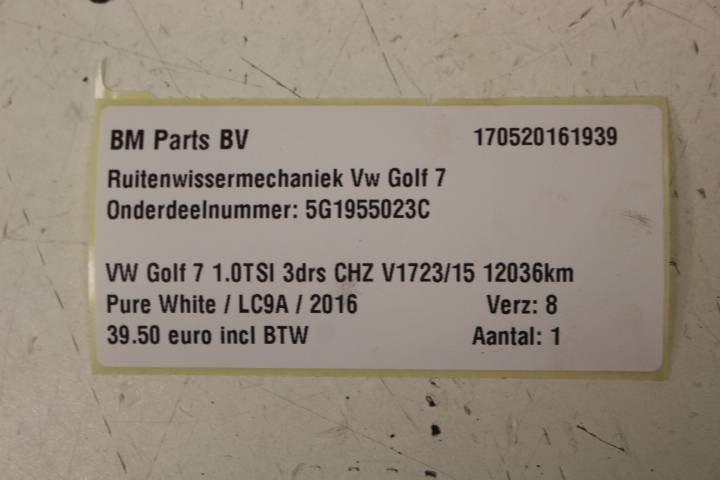 BM Parts BV 170520161939
Ruitenwissermechaniek Vw Golf 7
Onderdeelnummer: 5G1955023C
VW Golf 7 1.0TSI 3drs CHZ V1723/15 12036km
Pure White / LC9A / 2016 Verz: 8
39.50 euro incl BTW Aantal: 1